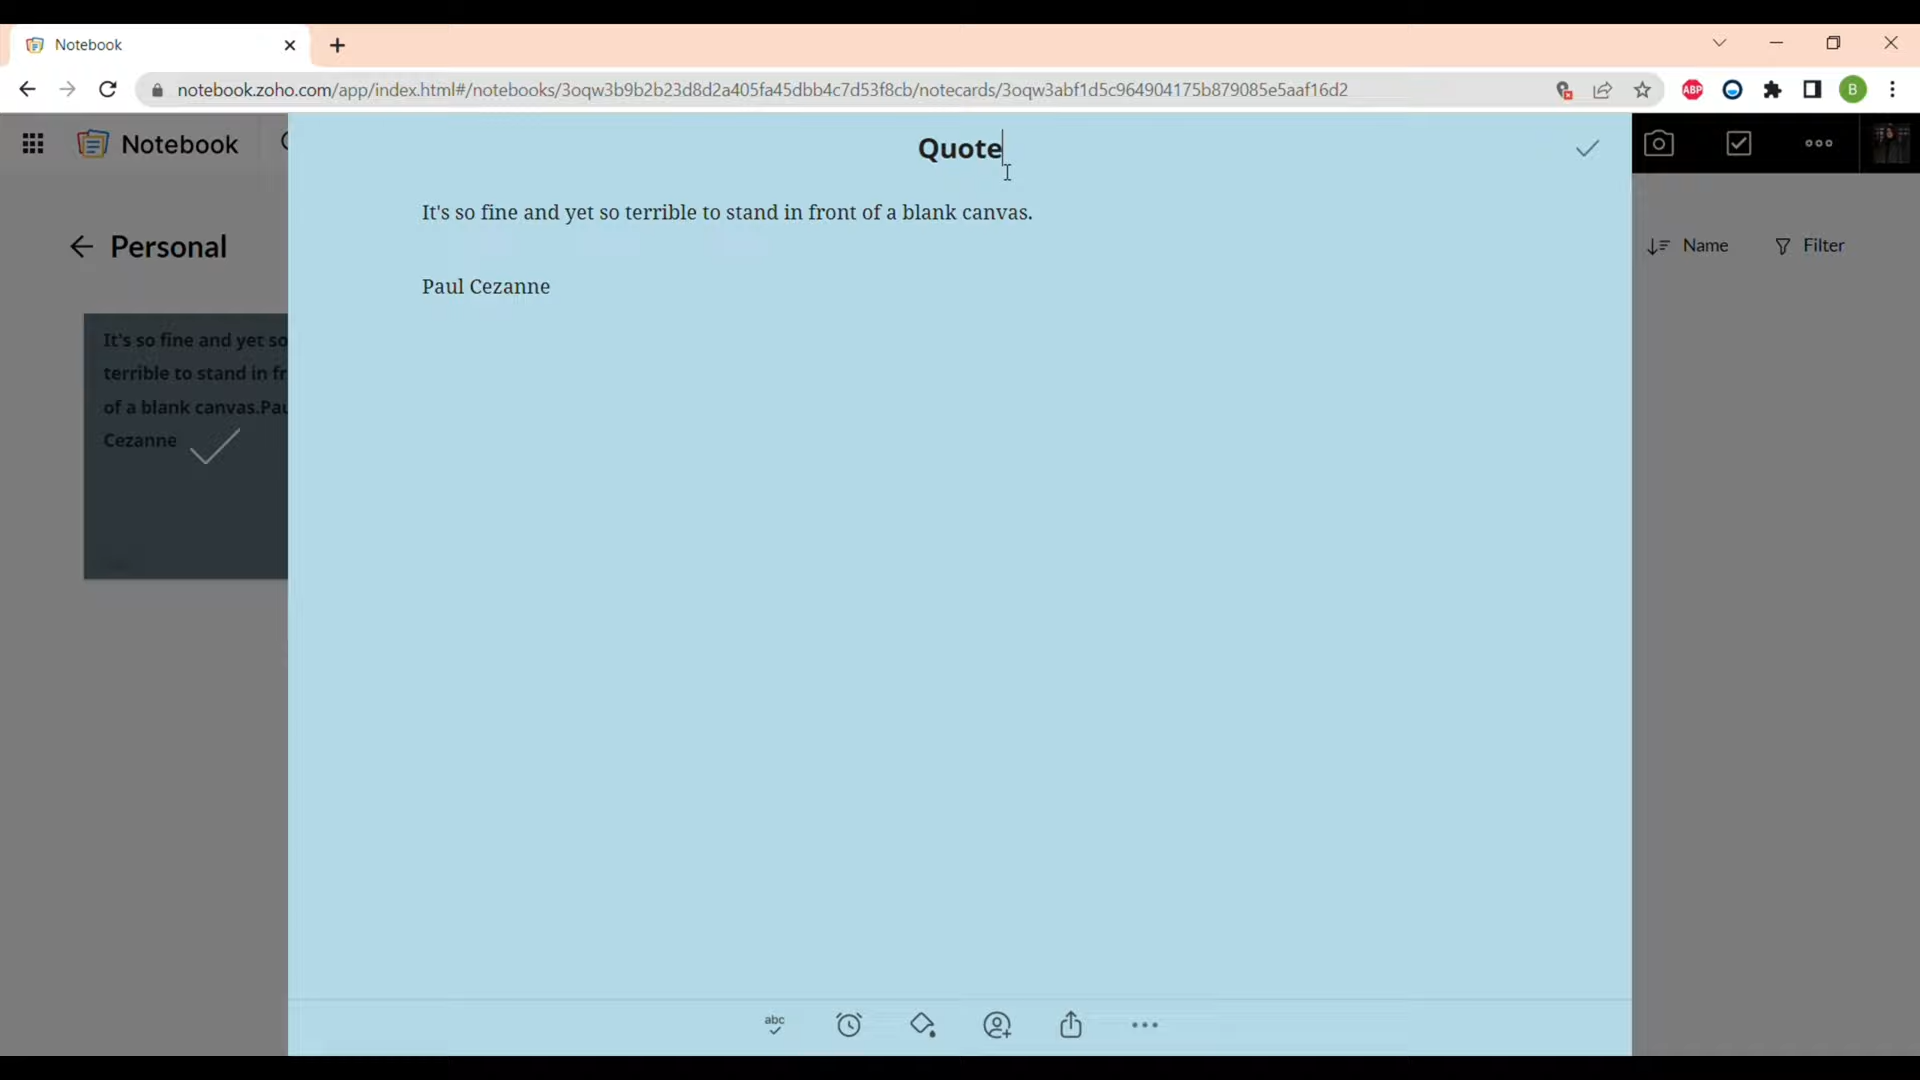 Notebook
notebook.zoho.com/app/index.html#/notebooks/3oqw3b9b2b23d8d2a405fa45dbb4c7d53f8cb/notecards/3oqw3abf1d5c964904175b879085e5aaf16d2
ABP
B
Notebook
Quote
It's so fine and yet so terrible to stand in front of a blank canvas.
Paul Cezanne
Personal
Name
Filter
It's so fine and yet so
terrible to stand in fr
of a blank canvas.Pau
Cezanne
abc